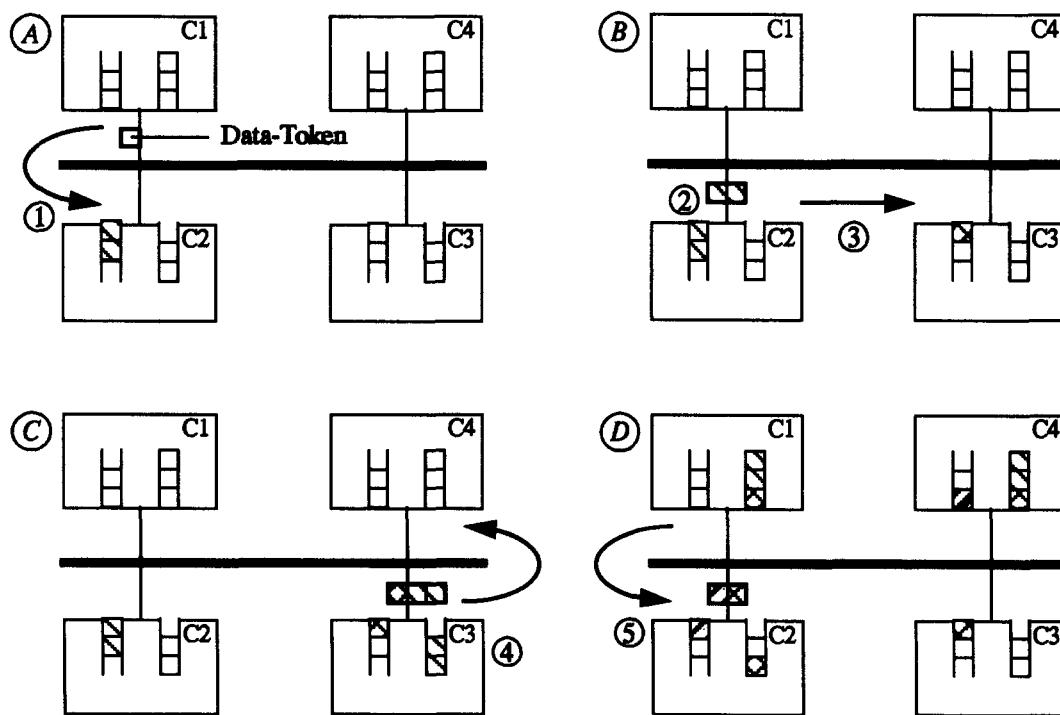 A C1 C4 B C1 C4
Data-Token
1 2 3
C2 C3 C2 C3
C C1 C4 D C1 C4
C2 C3 4 5 C2 C3